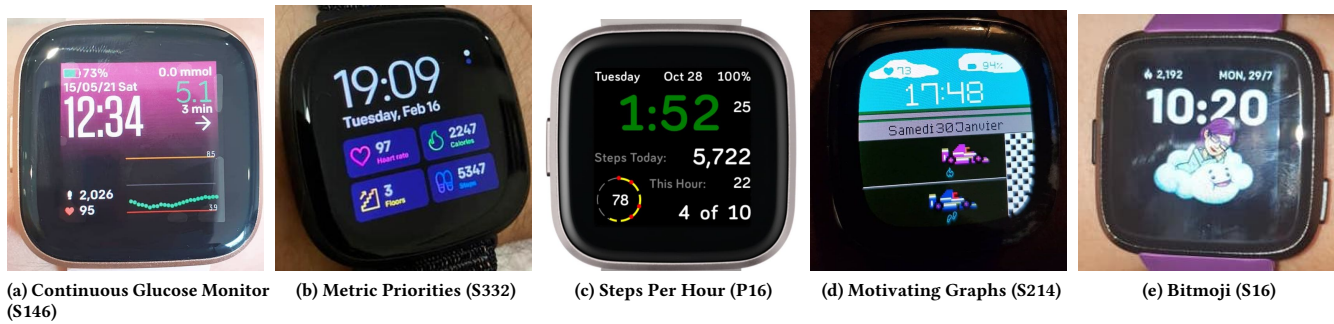 73%
0.0 mmol
15/05/21 Sat
5.1
12:34
3 min
8.5
2,026
95
3.9
19:09
Tuesday, Feb 16
97
Heart rate
2247
Calories
3
Floors
5347
Steps
Tuesday Oct 28 100%
1:52 25
Steps Today: 5,722
This Hour: 22
78
4 of 10
73
94%
17:48
Samedi 30 Janvier
2,192
MON, 29/7
10:20
(a) Continuous Glucose Monitor
(S146)
(b) Metric Priorities (S332)
(c) Steps Per Hour (P16)
(d) Motivating Graphs (S214)
(e) Bitmoji (S16)